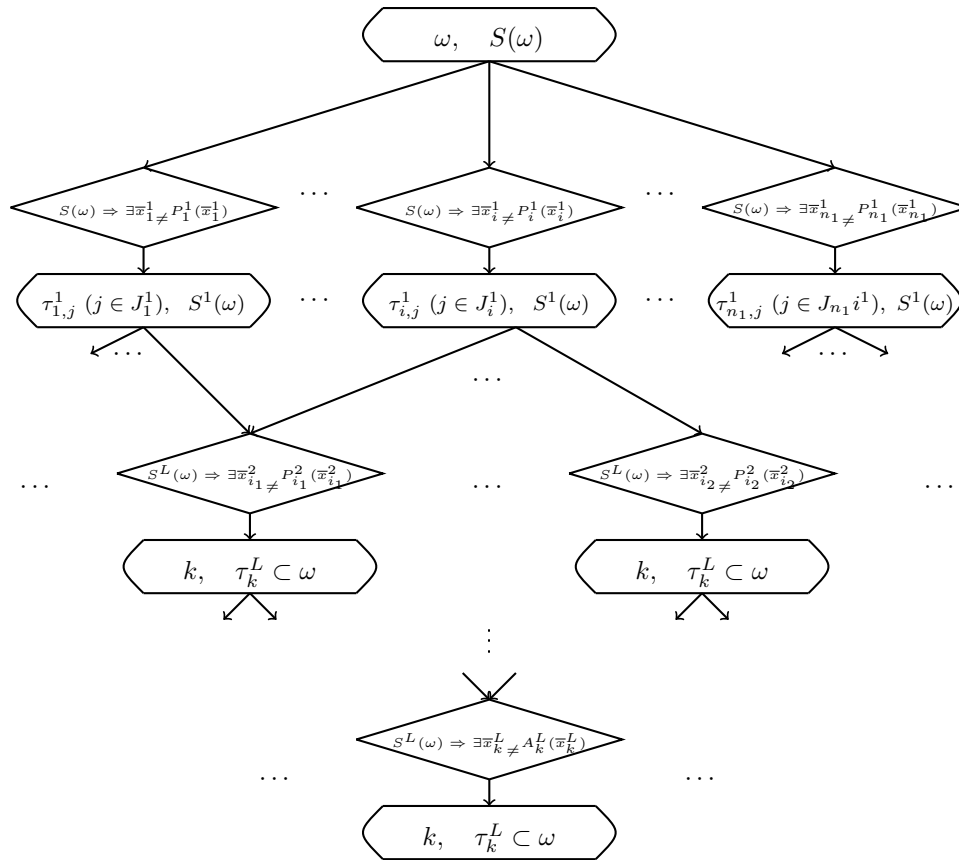 ω, S(ω)
S(ω) ⇒ ∃x̅¹₁≠P¹₁(x̅¹₁) ··· S(ω) ⇒ ∃x̅¹ᵢ≠P¹ᵢ(x̅¹ᵢ) ··· S(ω) ⇒ ∃x̅¹ₙ₁≠P¹ₙ₁(x̅¹ₙ₁)
τ¹₁,ⱼ (j ∈ J¹₁), S¹(ω) ··· τ¹ᵢ,ⱼ (j ∈ J¹ᵢ), S¹(ω) ··· τ¹ₙ₁,ⱼ (j ∈ Jₙ₁i¹), S¹(ω)
··· ···
···
··· Sᴸ(ω) ⇒ ∃x̅²ᵢ₁≠P²ᵢ₁(x̅²ᵢ₁) ··· Sᴸ(ω) ⇒ ∃x̅²ᵢ₂≠P²ᵢ₂(x̅²ᵢ₂) ···
k, τᴸₖ ⊂ ω k, τᴸₖ ⊂ ω
⋮
Sᴸ(ω) ⇒ ∃x̅ᴸₖ≠Aᴸₖ(x̅ᴸₖ)
··· ···
k, τᴸₖ ⊂ ω